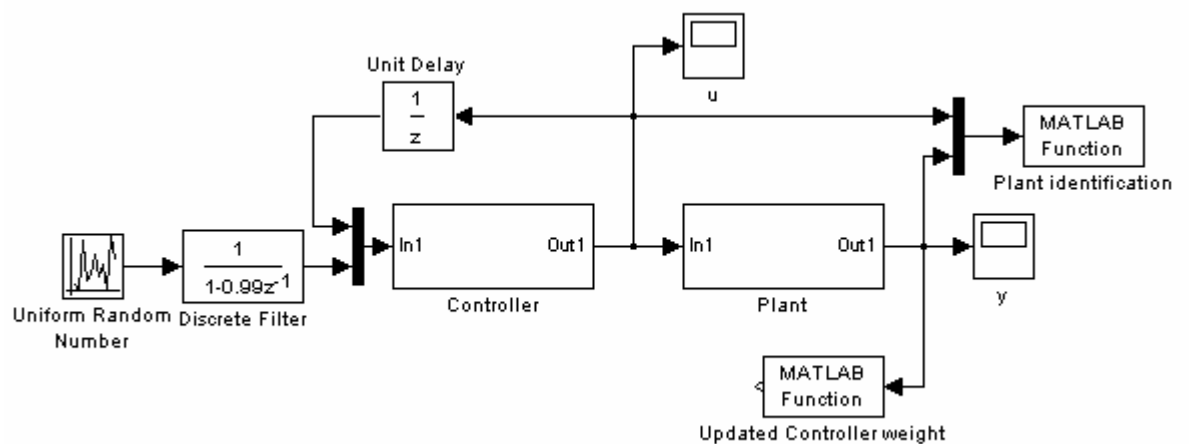 Unit Delay
1
z
u
MATLAB
Function
Plant identification
Uniform Random
Number
1
1-0.99z-1
Discrete Filter
In1
Out1
Controller
In1
Out1
Plant
y
MATLAB
Function
Updated Controller weight